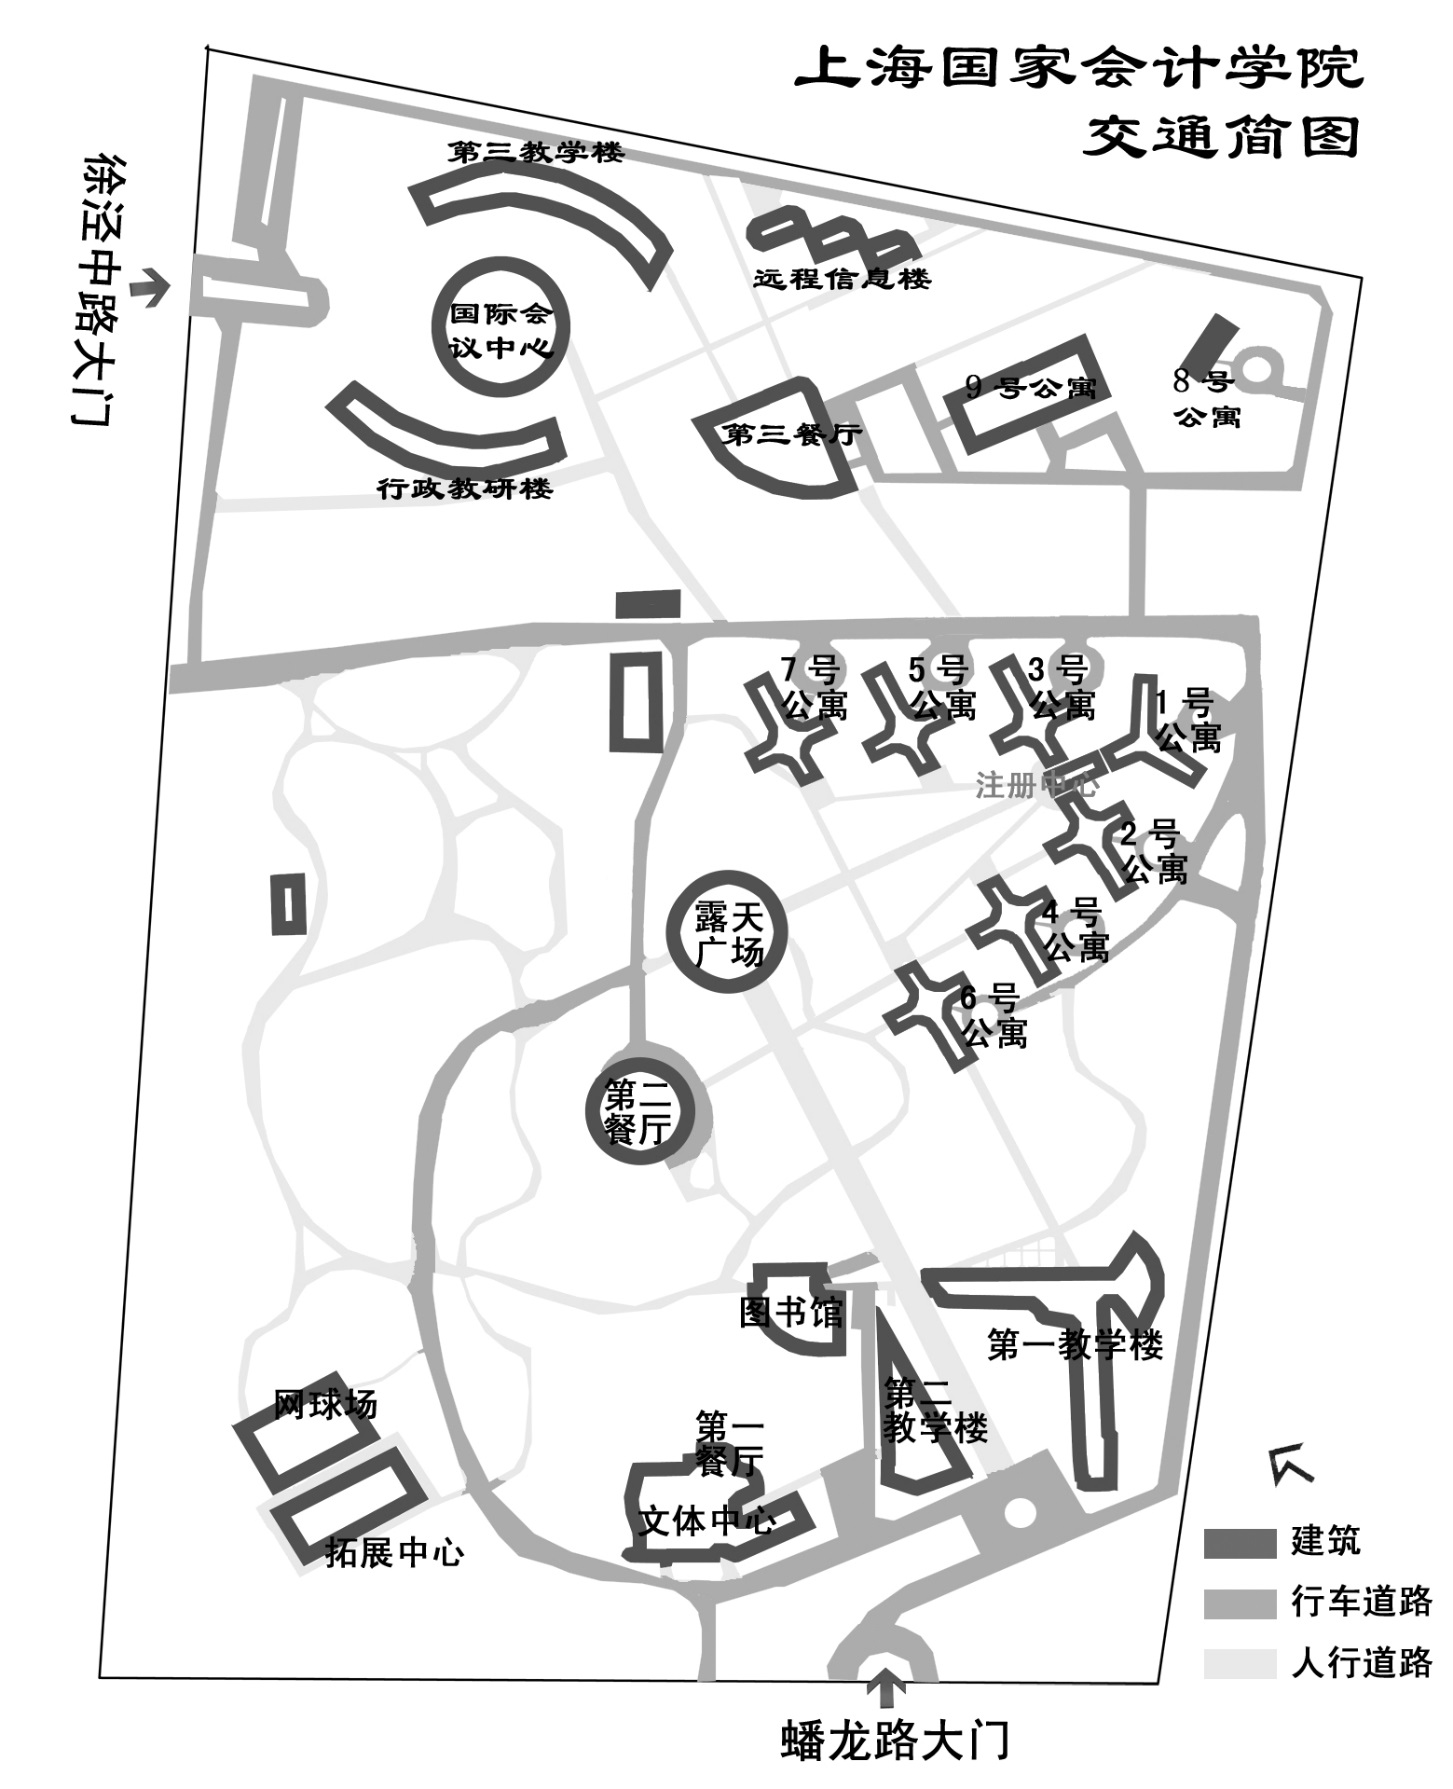 上海国家会计学院
交通简图
徐泾中路大门
第三教学楼
远程信息楼
国际会
议中心
9 号公寓
8 号
公寓
第三餐厅
行政教研楼
7 号
公寓
5 号
公寓
3 号
公寓
1 号
公寓
注册中心
2 号
公寓
露天
广场
4 号
公寓
6 号
公寓
第二
餐厅
图书馆
第一教学楼
第二
教学楼
网球场
第一
餐厅
文体中心
拓展中心
建筑
行车道路
人行道路
蟠龙路大门